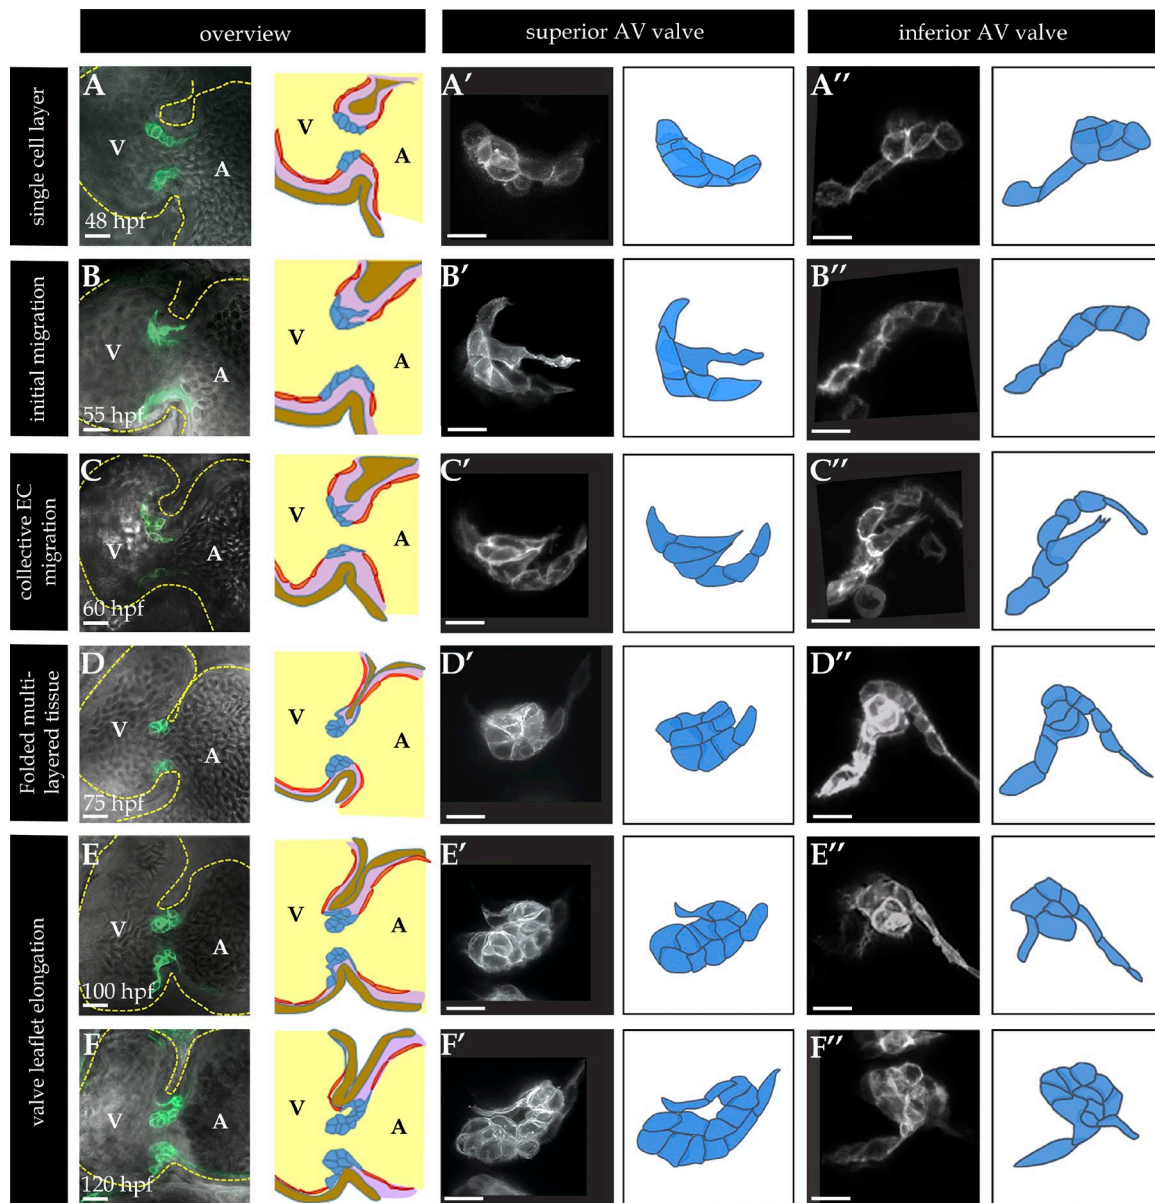 overview
superior AV valve
inferior AV valve
single cell layer
A
V
A
48 hpf
V
A
A′
A′′
initial migration
B
V
A
55 hpf
V
A
B′
B′′
collective EC
migration
C
V
A
60 hpf
V
A
C′
C′′
Folded multi-
layered tissue
D
V
A
75 hpf
V
A
D′
D′′
valve leaflet elongation
E
V
A
100 hpf
V
A
E′
E′′
F
V
A
120 hpf
V
A
F′
F′′